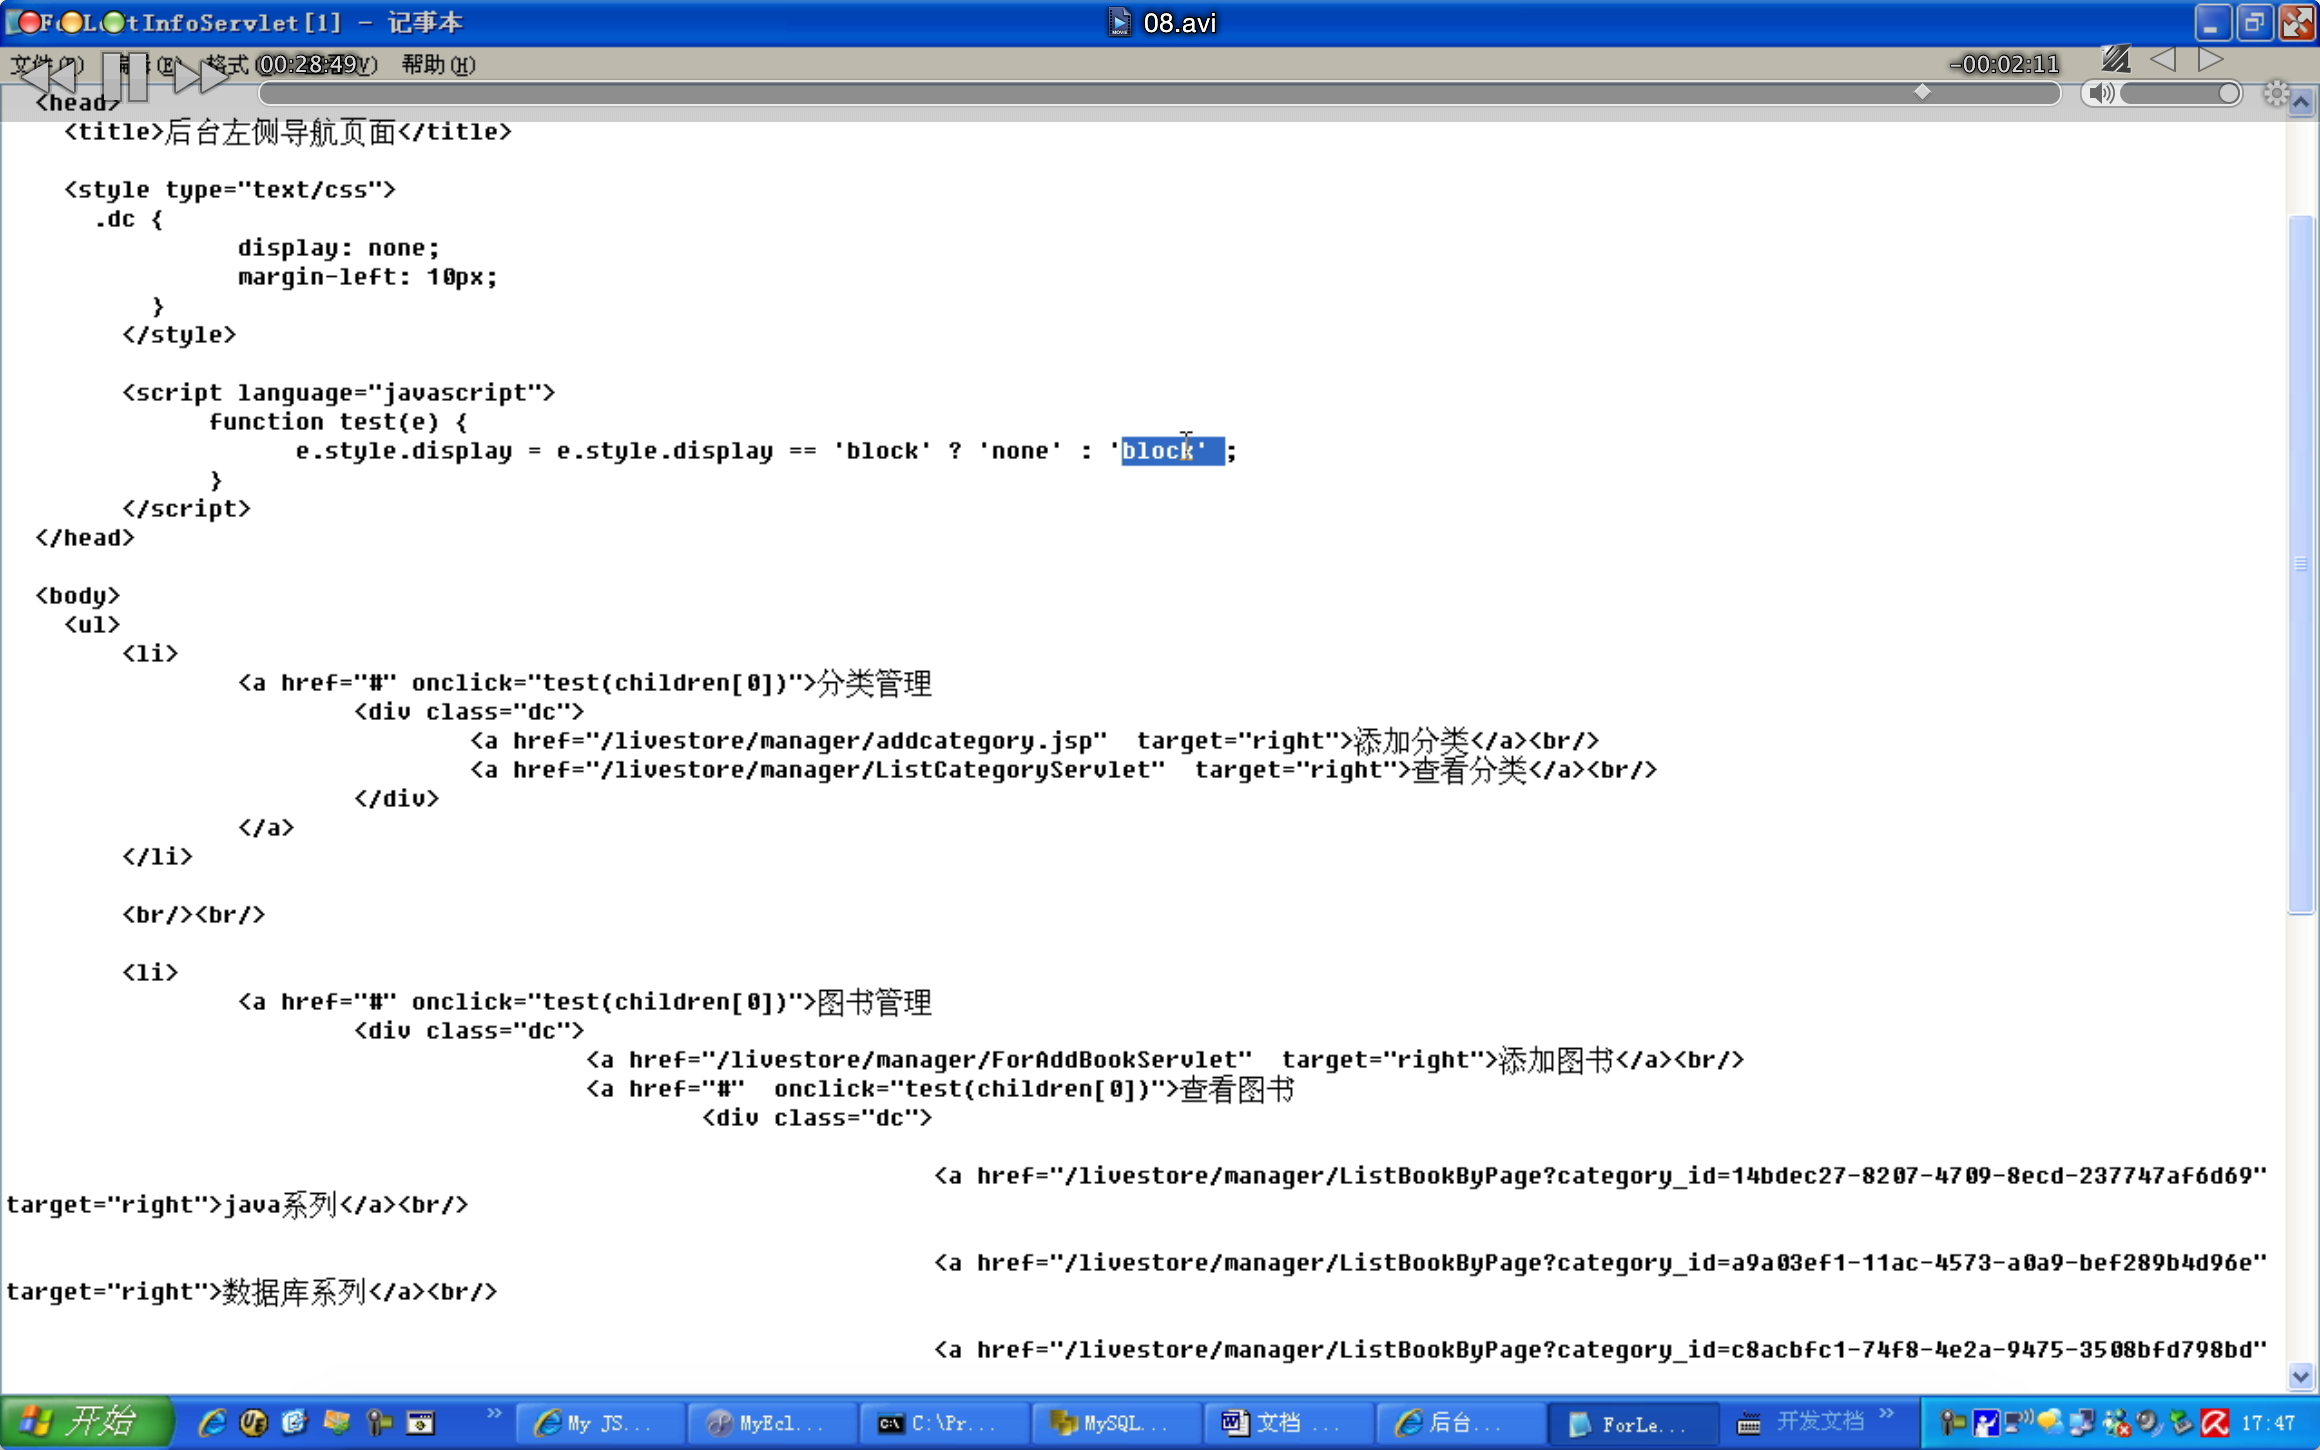 InfoServlet[1] - 记事本
08.avi
帮助(H)
00:28:49
-00:02:11
<head>
<title>后台左侧导航页面</title>
<style type="text/css">
.dc {
display: none;
margin-left: 10px;
}
</style>
<script language="javascript">
function test(e) {
e.style.display = e.style.display == 'block' ? 'none' : 'block' ;
}
</script>
</head>
<body>
<ul>
<li>
<a href="#" onclick="test(children[0])">分类管理
<div class="dc">
<a href="/livestore/manager/addcategory.jsp"  target="right">添加分类</a><br/>
<a href="/livestore/manager/ListCategoryServlet"  target="right">查看分类</a><br/>
</div>
</a>
</li>
<br/><br/>
<li>
<a href="#" onclick="test(children[0])">图书管理
<div class="dc">
<a href="/livestore/manager/ForAddBookServlet"  target="right">添加图书</a><br/>
<a href="#"  onclick="test(children[0])">查看图书
<div class="dc">
<a href="/livestore/manager/ListBookByPage?category_id=14bdec27-8207-4709-8ecd-237747af6d69"
target="right">java系列</a><br/>
<a href="/livestore/manager/ListBookByPage?category_id=a9a03ef1-11ac-4573-a0a9-bef289b4d96e"
target="right">数据库系列</a><br/>
<a href="/livestore/manager/ListBookByPage?category_id=c8acbfc1-74f8-4e2a-9475-3508bfd798bd"
开始
My JS...
MyEcl...
C:\Pr...
MySQL...
文档 ...
后台...
ForLe...
开发文档
17:47